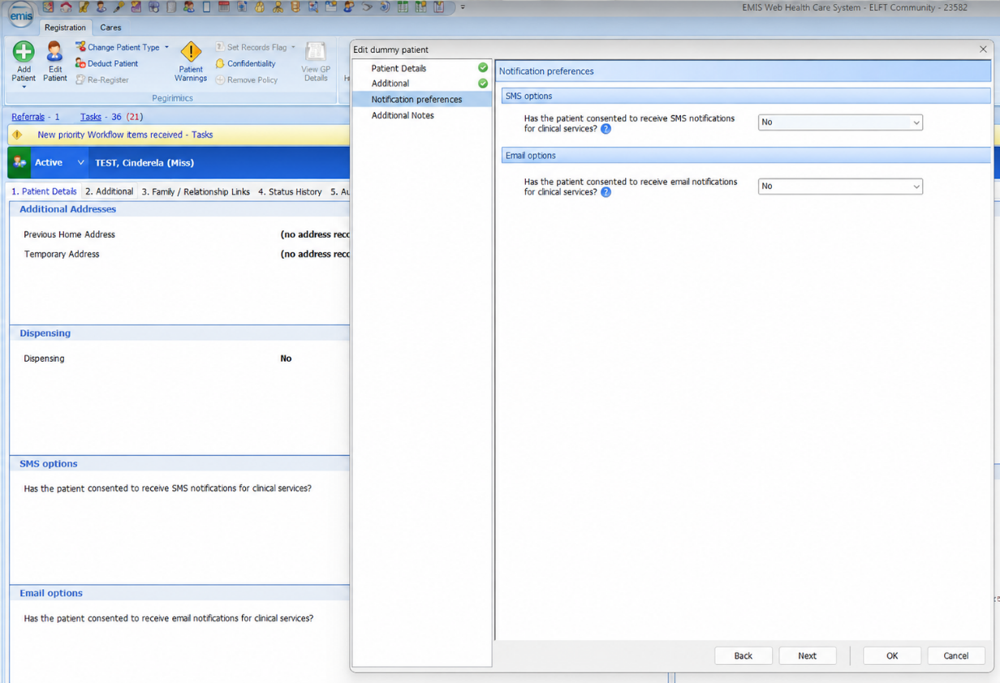 EMIS Web Health Care System - ELFT Community - 23582
emis
Registration Cares
Add Patient
Edit Patient
Change Patient Type
Deduct Patient
Re-Register
Patient Warnings
Set Records Flag
Confidentiality
Remove Policy
View GP Details
Pegirimiics
Referrals - 1 Tasks - 36 (21)
New priority Workflow items received - Tasks
Active TEST, Cinderela (Miss)
1. Patient Details 2. Additional 3. Family / Relationship Links 4. Status History 5. Au
Additional Addresses
Previous Home Address (no address reco
Temporary Address (no address reco
Dispensing
Dispensing No
SMS options
Has the patient consented to receive SMS notifications for clinical services?
Email options
Has the patient consented to receive email notifications for clinical services?
Edit dummy patient
Patient Details
Additional
Notification preferences
Additional Notes
Notification preferences
SMS options
Has the patient consented to receive SMS notifications
for clinical services? ? No
Email options
Has the patient consented to receive email notifications
for clinical services? ? No
Back Next OK Cancel